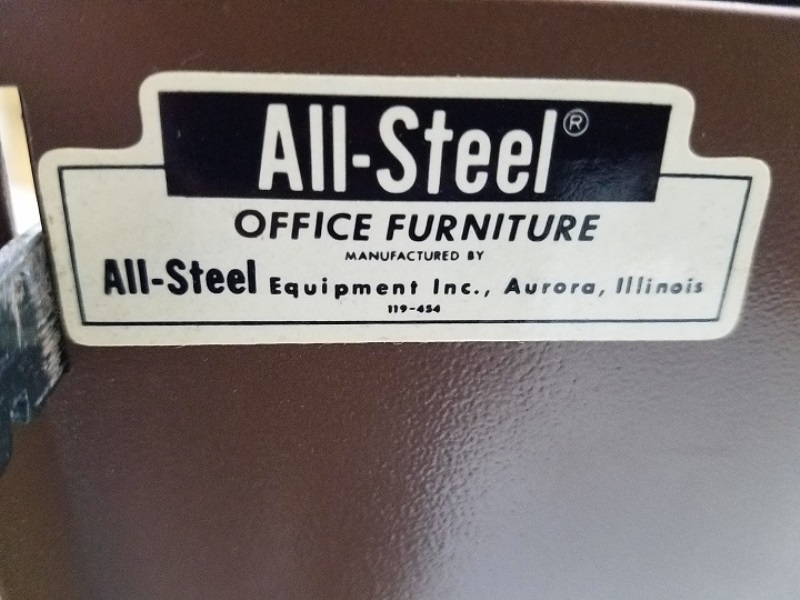 All-Steel®
OFFICE FURNITURE
MANUFACTURED BY
All-Steel Equipment Inc., Aurora, Illinois
119-454